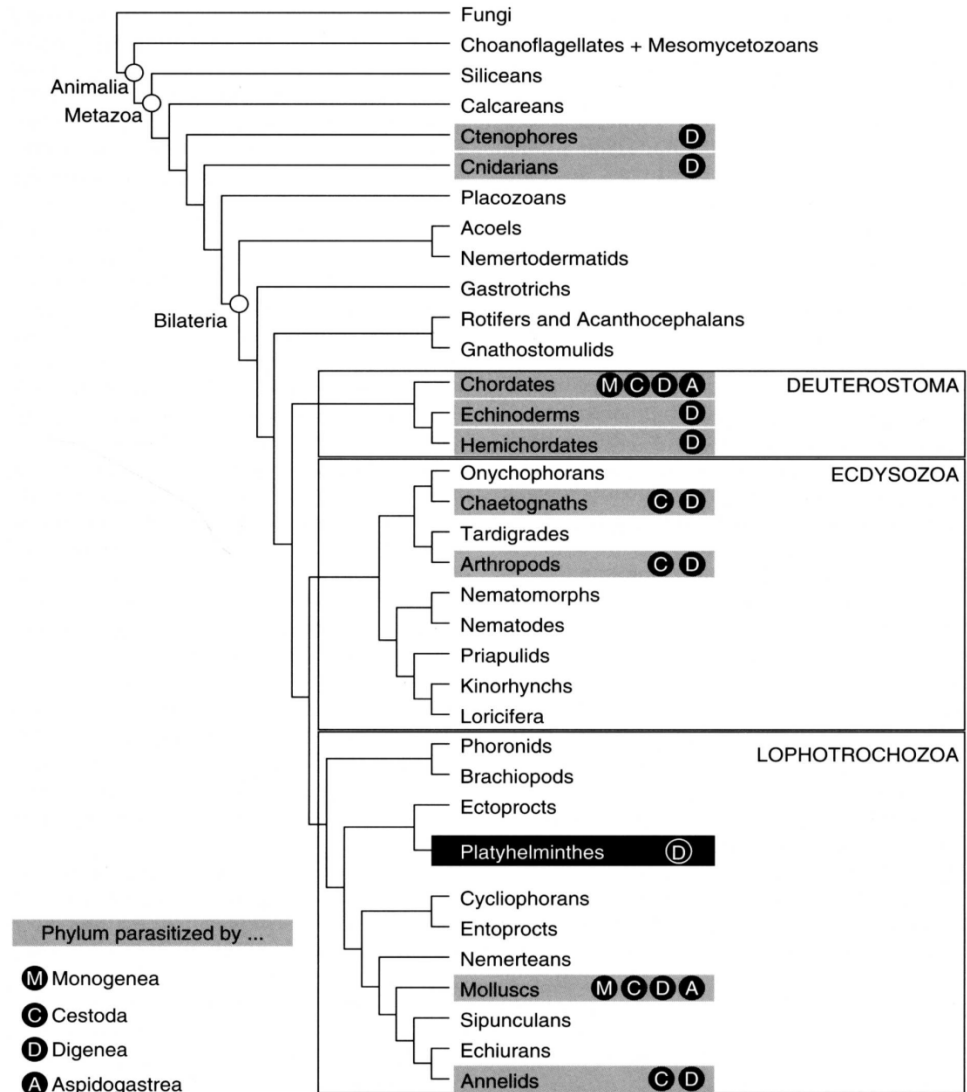 Fungi
Choanoflagellates + Mesomycetozoans
Animalia
Siliceans
Metazoa
Calcareans
Ctenophores D
Cnidarians D
Placozoans
Acoels
Nemertodermatids
Bilateria
Gastrotrichs
Rotifers and Acanthocephalans
Gnathostomulids
Chordates M C D A DEUTEROSTOMA
Echinoderms D
Hemichordates D
Onychophorans ECDYSOZOA
Chaetognaths C D
Tardigrades
Arthropods C D
Nematomorphs
Nematodes
Priapulids
Kinorhynchs
Loricifera
Phoronids LOPHOTROCHOZOA
Brachiopods
Ectoprocts
Platyhelminthes D
Cycliophorans
Entoprocts
Nemerteans
Molluscs M C D A
Sipunculans
Echiurans
Annelids C D
Phylum parasitized by ...
M Monogenea
C Cestoda
D Digenea
A Aspidogastrea